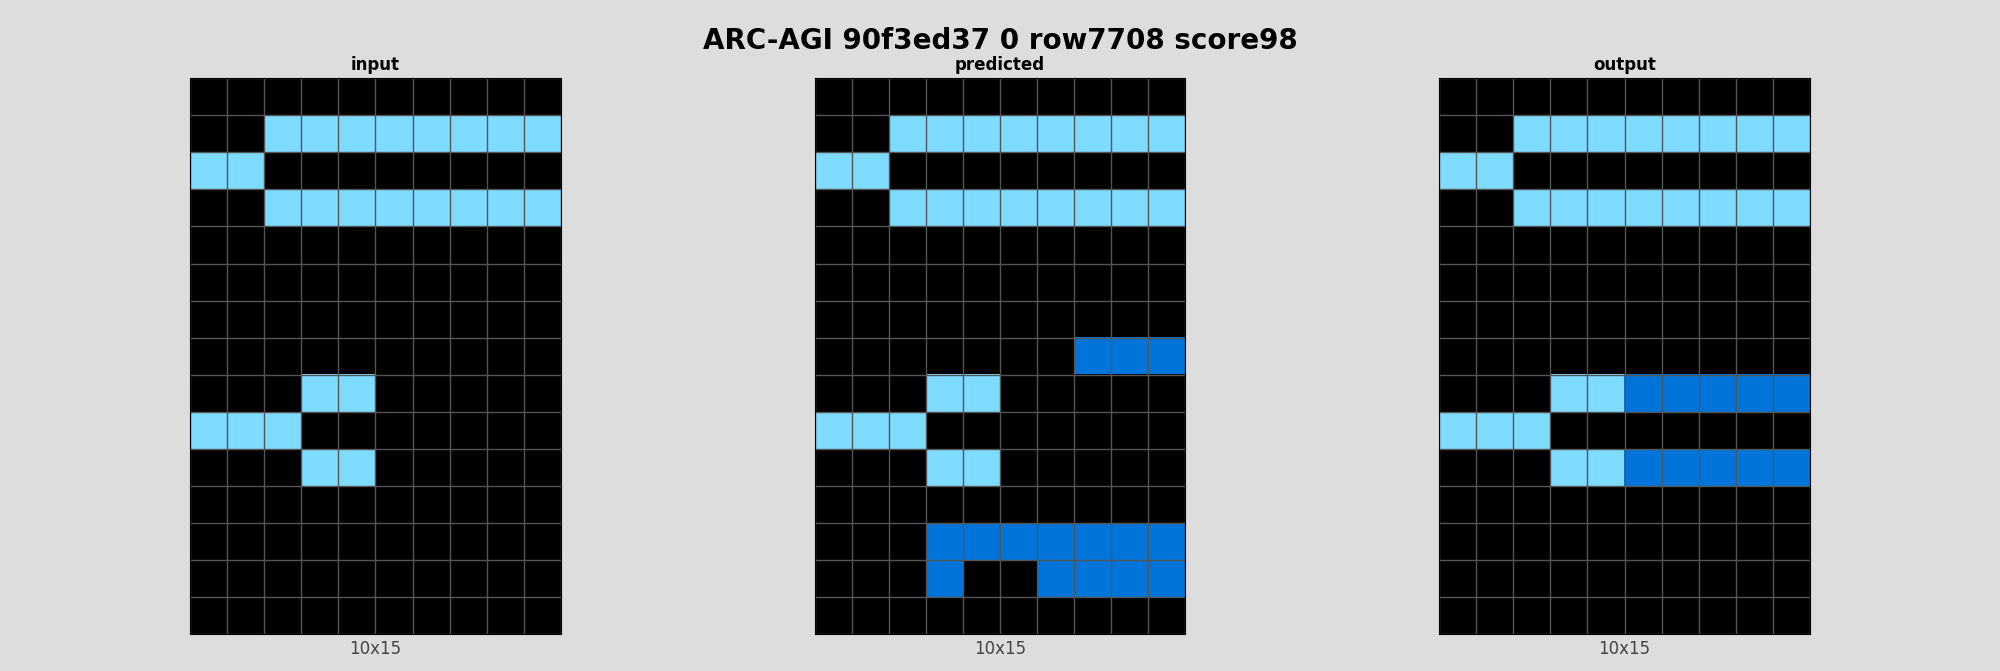 ARC-AGI 90f3ed37 0 row7708 score98
input
predicted
output
10x15
10x15
10x15